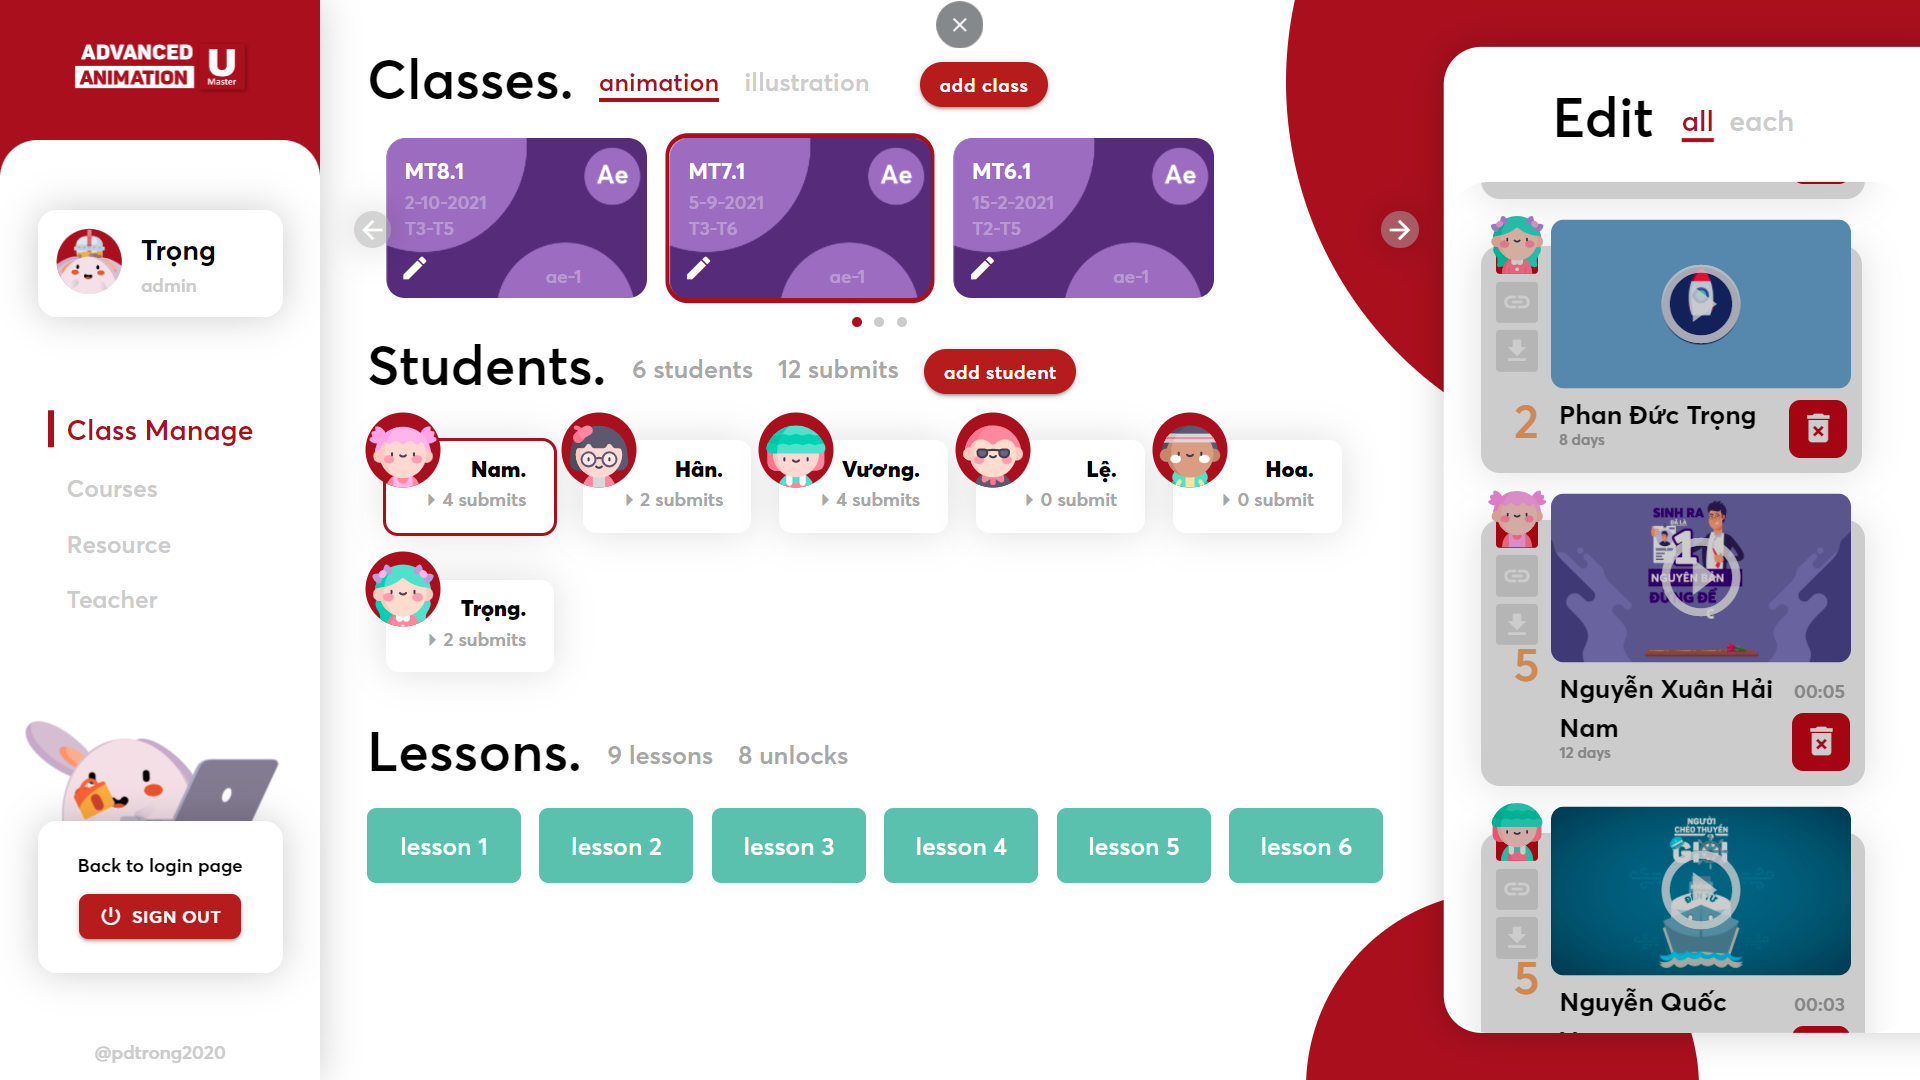 ADVANCED
ANIMATION
U
Master
Trọng
admin
Class Manage
Courses
Resource
Teacher
Back to login page
SIGN OUT
@pdtrong2020
Classes. animation illustration add class
MT8.1
2-10-2021
T3-T5
Ae
ae-1
MT7.1
5-9-2021
T3-T6
Ae
ae-1
MT6.1
15-2-2021
T2-T5
Ae
ae-1
Students. 6 students 12 submits add student
Nam.
4 submits
Hân.
2 submits
Vương.
4 submits
Lệ.
0 submit
Hoa.
0 submit
Trọng.
2 submits
Lessons. 9 lessons 8 unlocks
lesson 1
lesson 2
lesson 3
lesson 4
lesson 5
lesson 6
Edit all each
2
Phan Đức Trọng
8 days
SINH RA
ĐÃ LÀ
1
NGUYÊN BẢN
ĐỪNG ĐỂ
5
Nguyễn Xuân Hải
Nam
00:05
12 days
NGƯỜI
CHÈO THUYỀN
5
Nguyễn Quốc
00:03